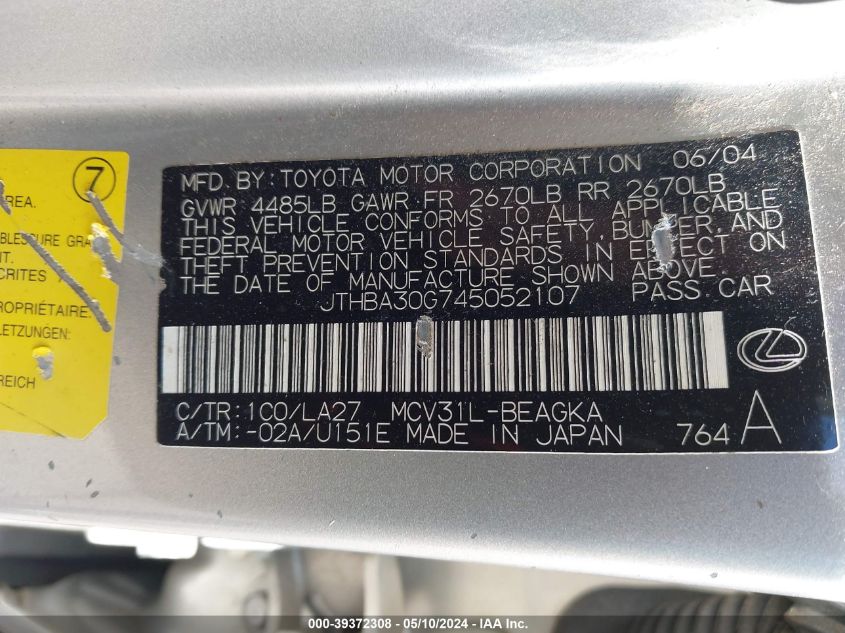 7
AREA.
BLESSURE GRA
NT.
CRITES )
PROPRIÉTAIRE.
LETZUNGEN:
REICH
MFD. BY: TOYOTA MOTOR CORPORATION 06/04
GVWR 4485LB GAWR FR 2670LB RR 2670LB
THIS VEHICLE CONFORMS TO ALL APPLICABLE
FEDERAL MOTOR VEHICLE SAFETY, BUMPER, AND
THEFT PREVENTION STANDARDS IN EFFECT ON
THE DATE OF MANUFACTURE SHOWN ABOVE.
JTHBA30G745052107 PASS. CAR
C/TR: 1C0/LA27 MCV31L-BEAGKA
A/TM: -02A/U151E MADE IN JAPAN 764 A
000-39372308 - 05/10/2024 - IAA Inc.